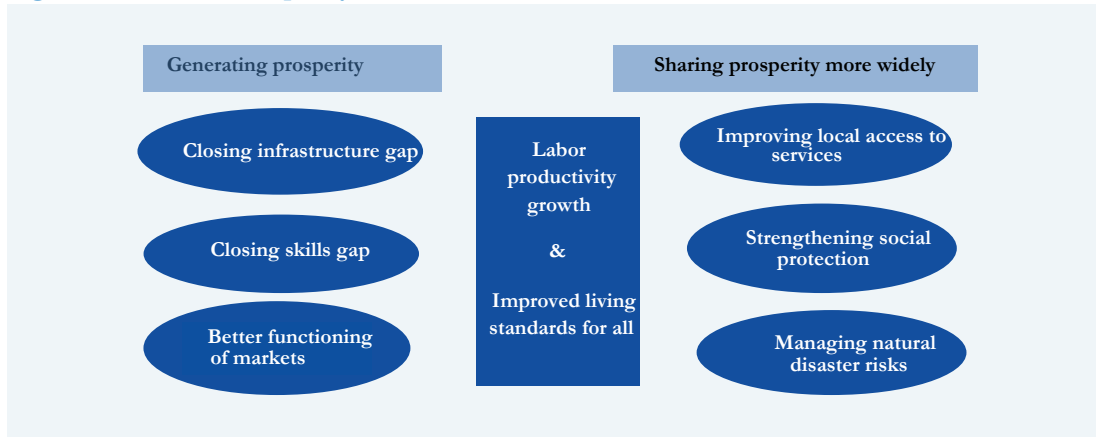 Generating prosperity
Sharing prosperity more widely
Closing infrastructure gap
Closing skills gap
Better functioning
of markets
Labor
productivity
growth
&
Improved living
standards for all
Improving local access to
services
Strengthening social
protection
Managing natural
disaster risks